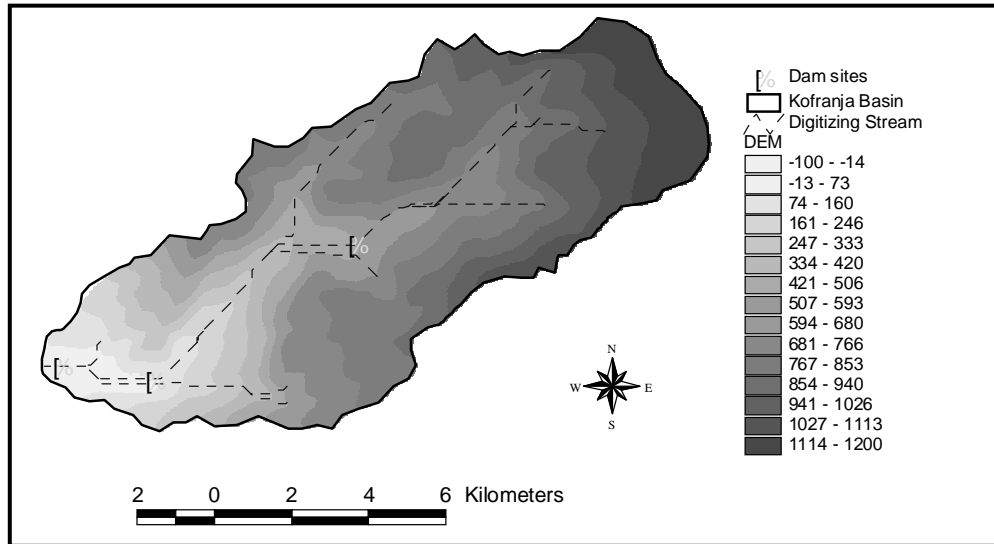 [% Dam sites
Kofranja Basin
Digitizing Stream
DEM
-100 - -14
-13 - 73
74 - 160
161 - 246
247 - 333
334 - 420
421 - 506
507 - 593
594 - 680
681 - 766
767 - 853
854 - 940
941 - 1026
1027 - 1113
1114 - 1200
[%
[%
[%
N
W E
S
2 0 2 4 6 Kilometers